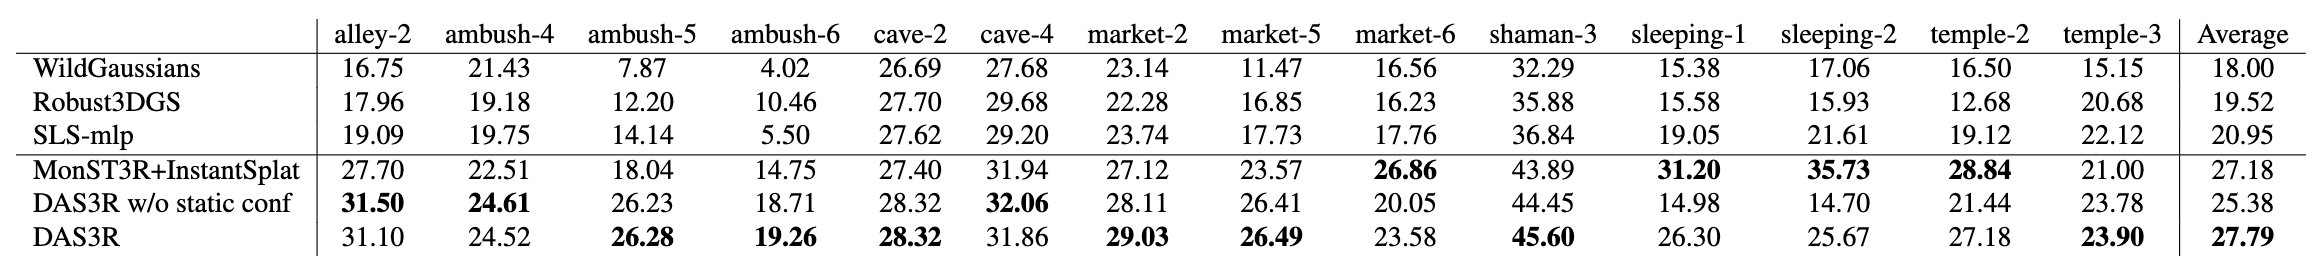 alley-2 ambush-4 ambush-5 ambush-6 cave-2 cave-4 market-2 market-5 market-6 shaman-3 sleeping-1 sleeping-2 temple-2 temple-3 Average
WildGaussians 16.75 21.43 7.87 4.02 26.69 27.68 23.14 11.47 16.56 32.29 15.38 17.06 16.50 15.15 18.00
Robust3DGS 17.96 19.18 12.20 10.46 27.70 29.68 22.28 16.85 16.23 35.88 15.58 15.93 12.68 20.68 19.52
SLS-mlp 19.09 19.75 14.14 5.50 27.62 29.20 23.74 17.73 17.76 36.84 19.05 21.61 19.12 22.12 20.95
MonST3R+InstantSplat 27.70 22.51 18.04 14.75 27.40 31.94 27.12 23.57 26.86 43.89 31.20 35.73 28.84 21.00 27.18
DAS3R w/o static conf 31.50 24.61 26.23 18.71 28.32 32.06 28.11 26.41 20.05 44.45 14.98 14.70 21.44 23.78 25.38
DAS3R 31.10 24.52 26.28 19.26 28.32 31.86 29.03 26.49 23.58 45.60 26.30 25.67 27.18 23.90 27.79